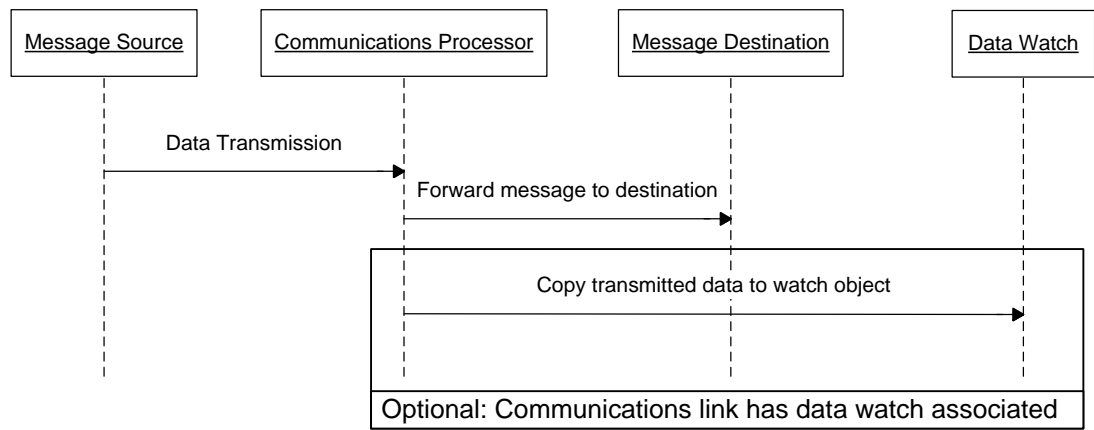 Message Source
Communications Processor
Message Destination
Data Watch
Data Transmission
Forward message to destination
Copy transmitted data to watch object
Optional: Communications link has data watch associated